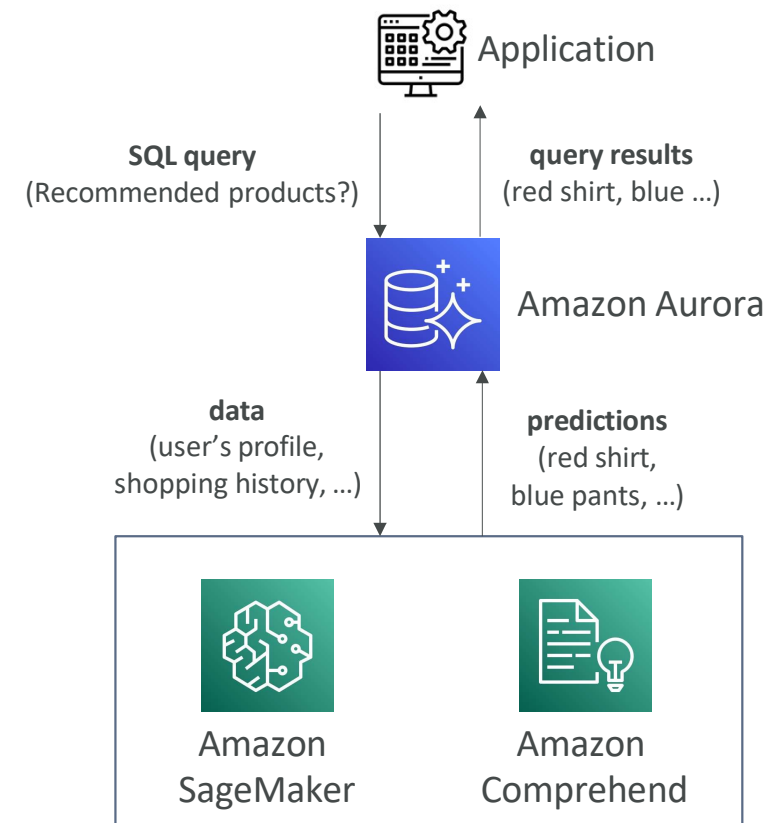 Application
SQL query
(Recommended products?)
query results
(red shirt, blue …)
Amazon Aurora
data
(user’s profile,
shopping history, …)
predictions
(red shirt,
blue pants, …)
Amazon
SageMaker
Amazon
Comprehend